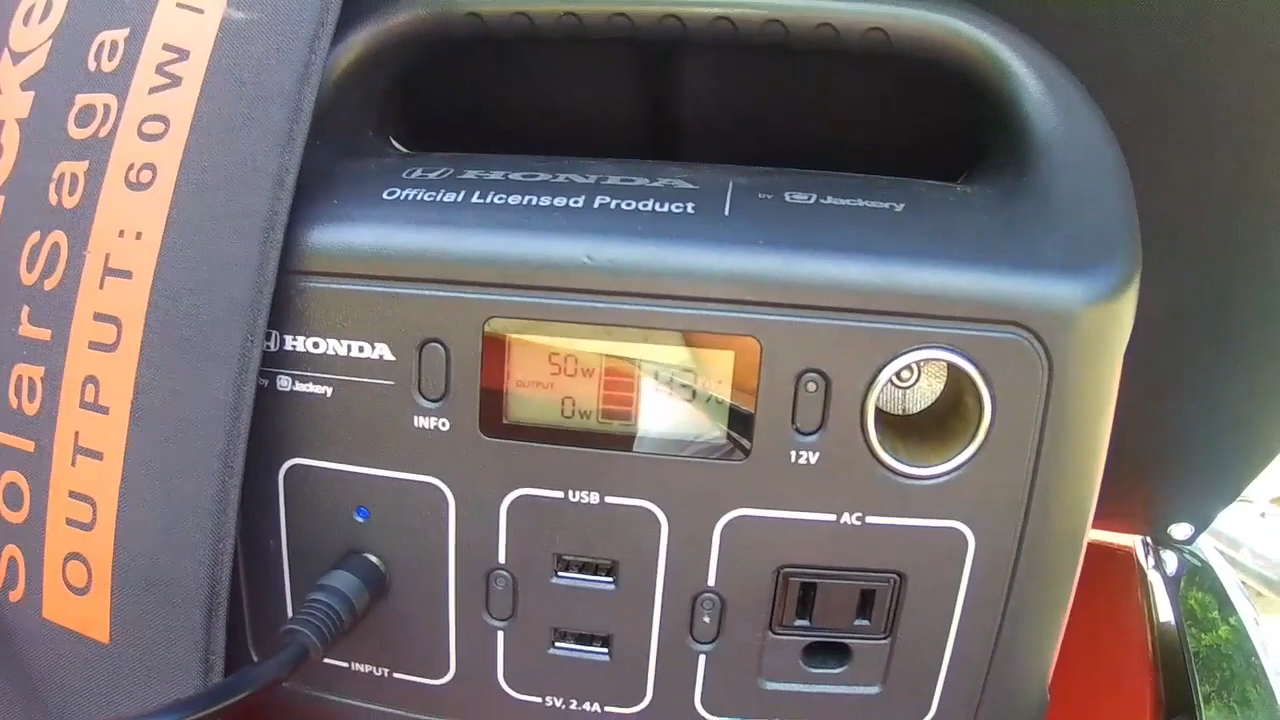 SolarSaga
OUTPUT: 60W
HONDA
Official Licensed Product
BY Jackery
HONDA
by Jackery
INFO
50W
OUTPUT
0W
%
12V
USB
AC
INPUT
5V, 2.4A